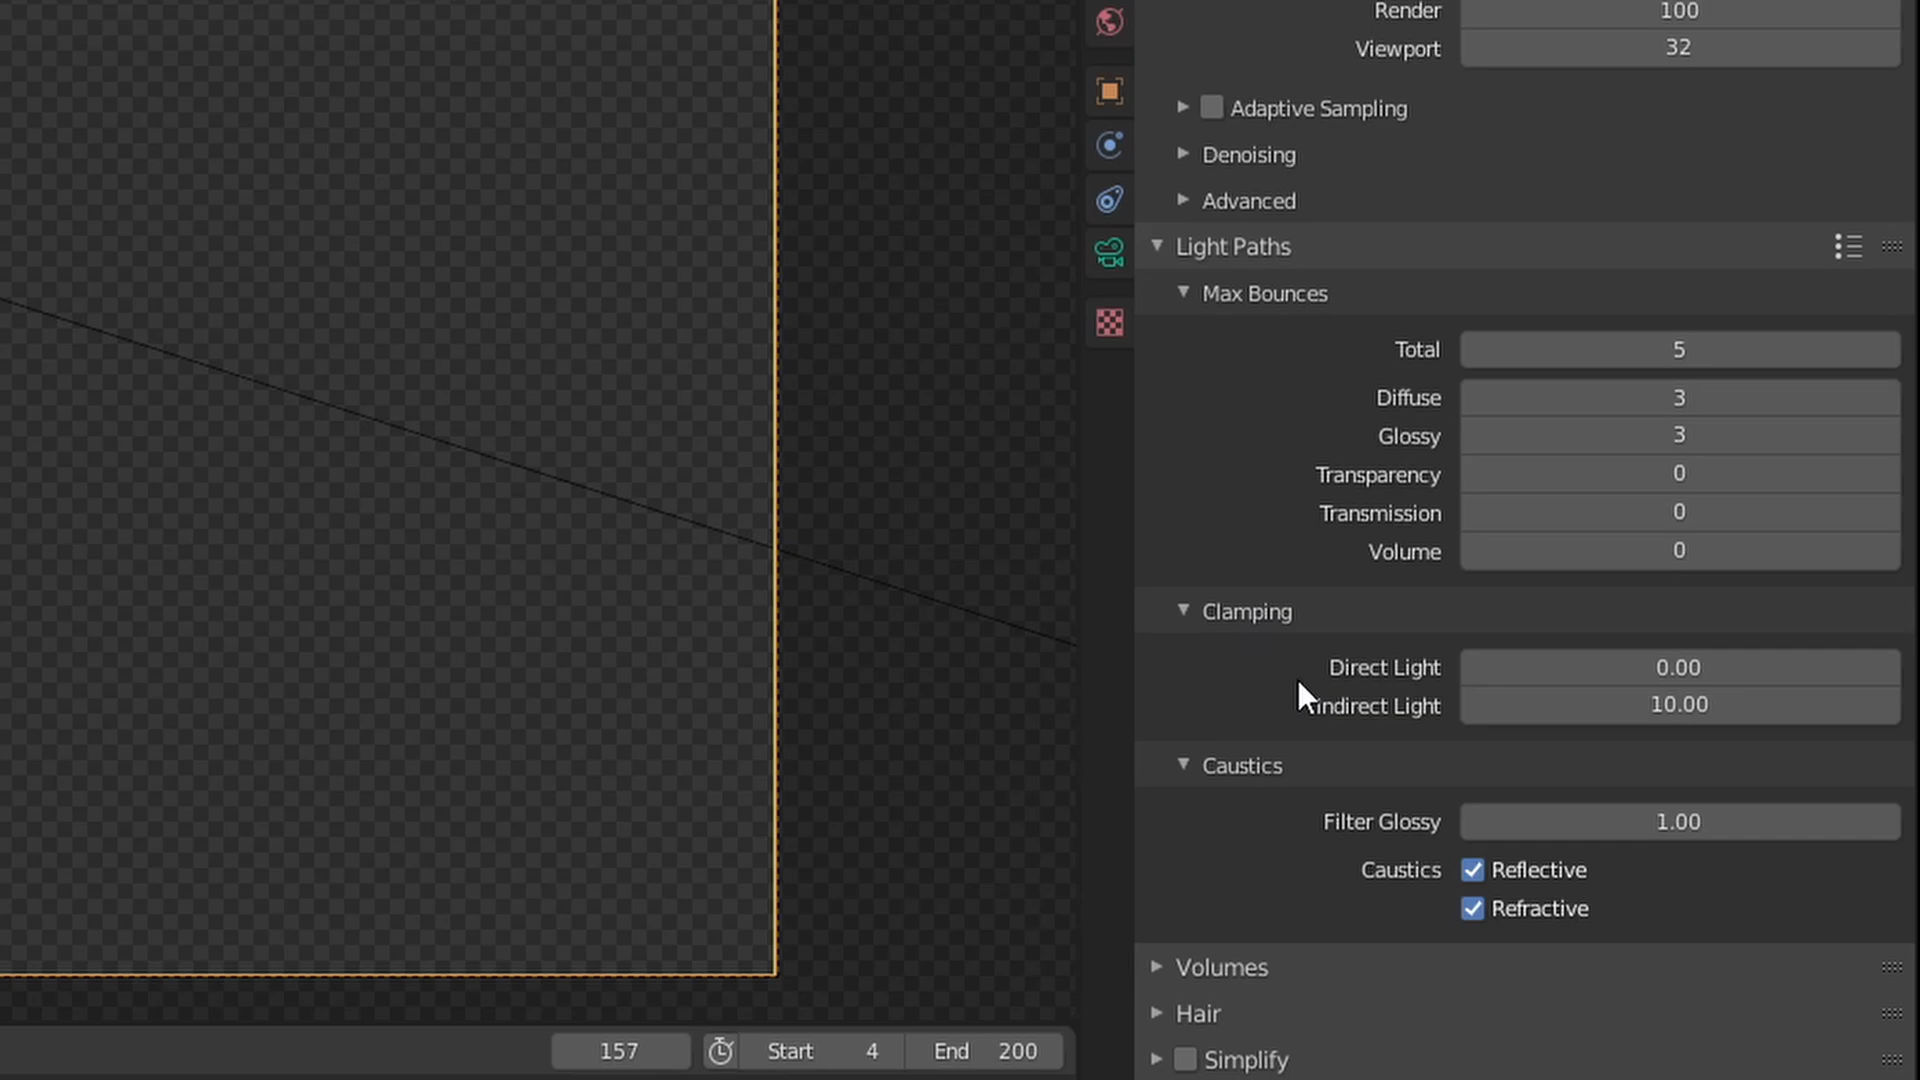 Render 100
Viewport 32
Adaptive Sampling
Denoising
Advanced
Light Paths
Max Bounces
Total 5
Diffuse 3
Glossy 3
Transparency 0
Transmission 0
Volume 0
Clamping
Direct Light 0.00
Indirect Light 10.00
Caustics
Filter Glossy 1.00
Caustics Reflective
Refractive
Volumes
Hair
157 Start 4 End 200
Simplify